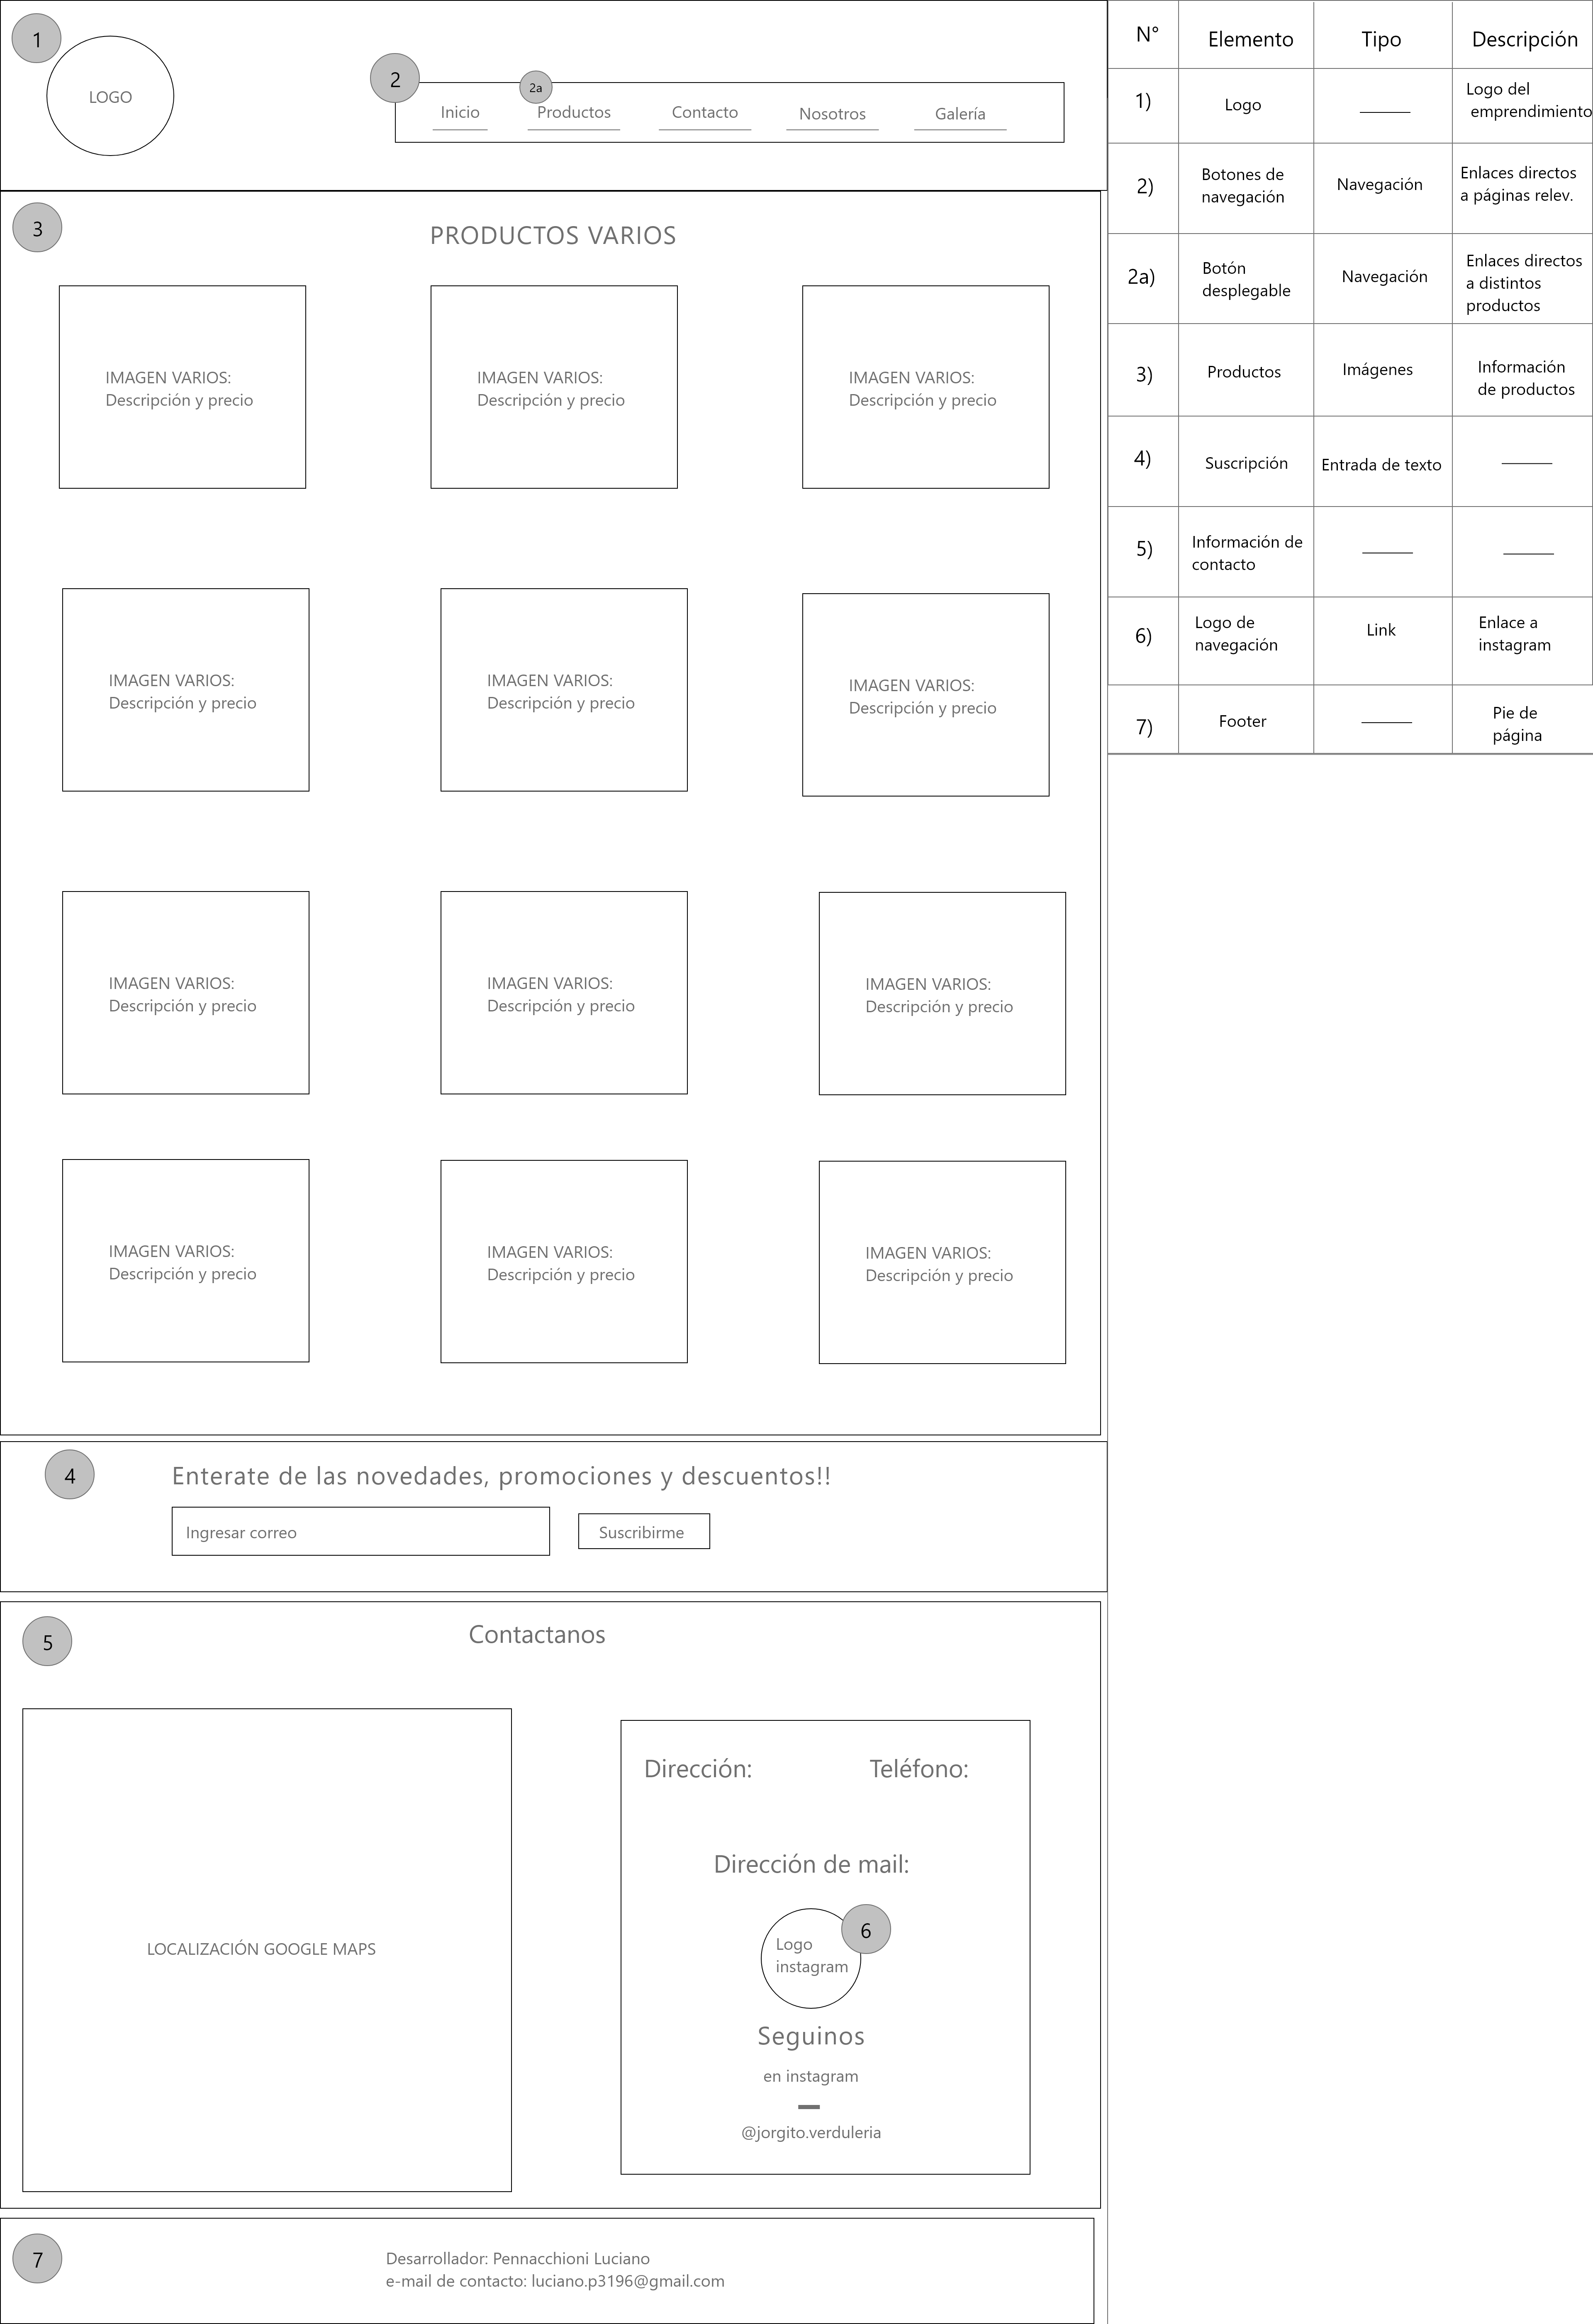 1
LOGO
2
2a
Inicio
Productos
Contacto
Nosotros
Galería
3
PRODUCTOS VARIOS
IMAGEN VARIOS:
Descripción y precio
IMAGEN VARIOS:
Descripción y precio
IMAGEN VARIOS:
Descripción y precio
IMAGEN VARIOS:
Descripción y precio
IMAGEN VARIOS:
Descripción y precio
IMAGEN VARIOS:
Descripción y precio
IMAGEN VARIOS:
Descripción y precio
IMAGEN VARIOS:
Descripción y precio
IMAGEN VARIOS:
Descripción y precio
IMAGEN VARIOS:
Descripción y precio
IMAGEN VARIOS:
Descripción y precio
IMAGEN VARIOS:
Descripción y precio
4
Enterate de las novedades, promociones y descuentos!!
Ingresar correo
Suscribirme
5
Contactanos
LOCALIZACIÓN GOOGLE MAPS
Dirección:
Teléfono:
Dirección de mail:
6
Logo
instagram
Seguinos
en instagram
@jorgito.verduleria
7
Desarrollador: Pennacchioni Luciano
e-mail de contacto: luciano.p3196@gmail.com
N°
Elemento
Tipo
Descripción
1)
Logo
Logo del
emprendimiento
2)
Botones de
navegación
Navegación
Enlaces directos
a páginas relev.
2a)
Botón
desplegable
Navegación
Enlaces directos
a distintos
productos
3)
Productos
Imágenes
Información
de productos
4)
Suscripción
Entrada de texto
5)
Información de
contacto
6)
Logo de
navegación
Link
Enlace a
instagram
7)
Footer
Pie de
página